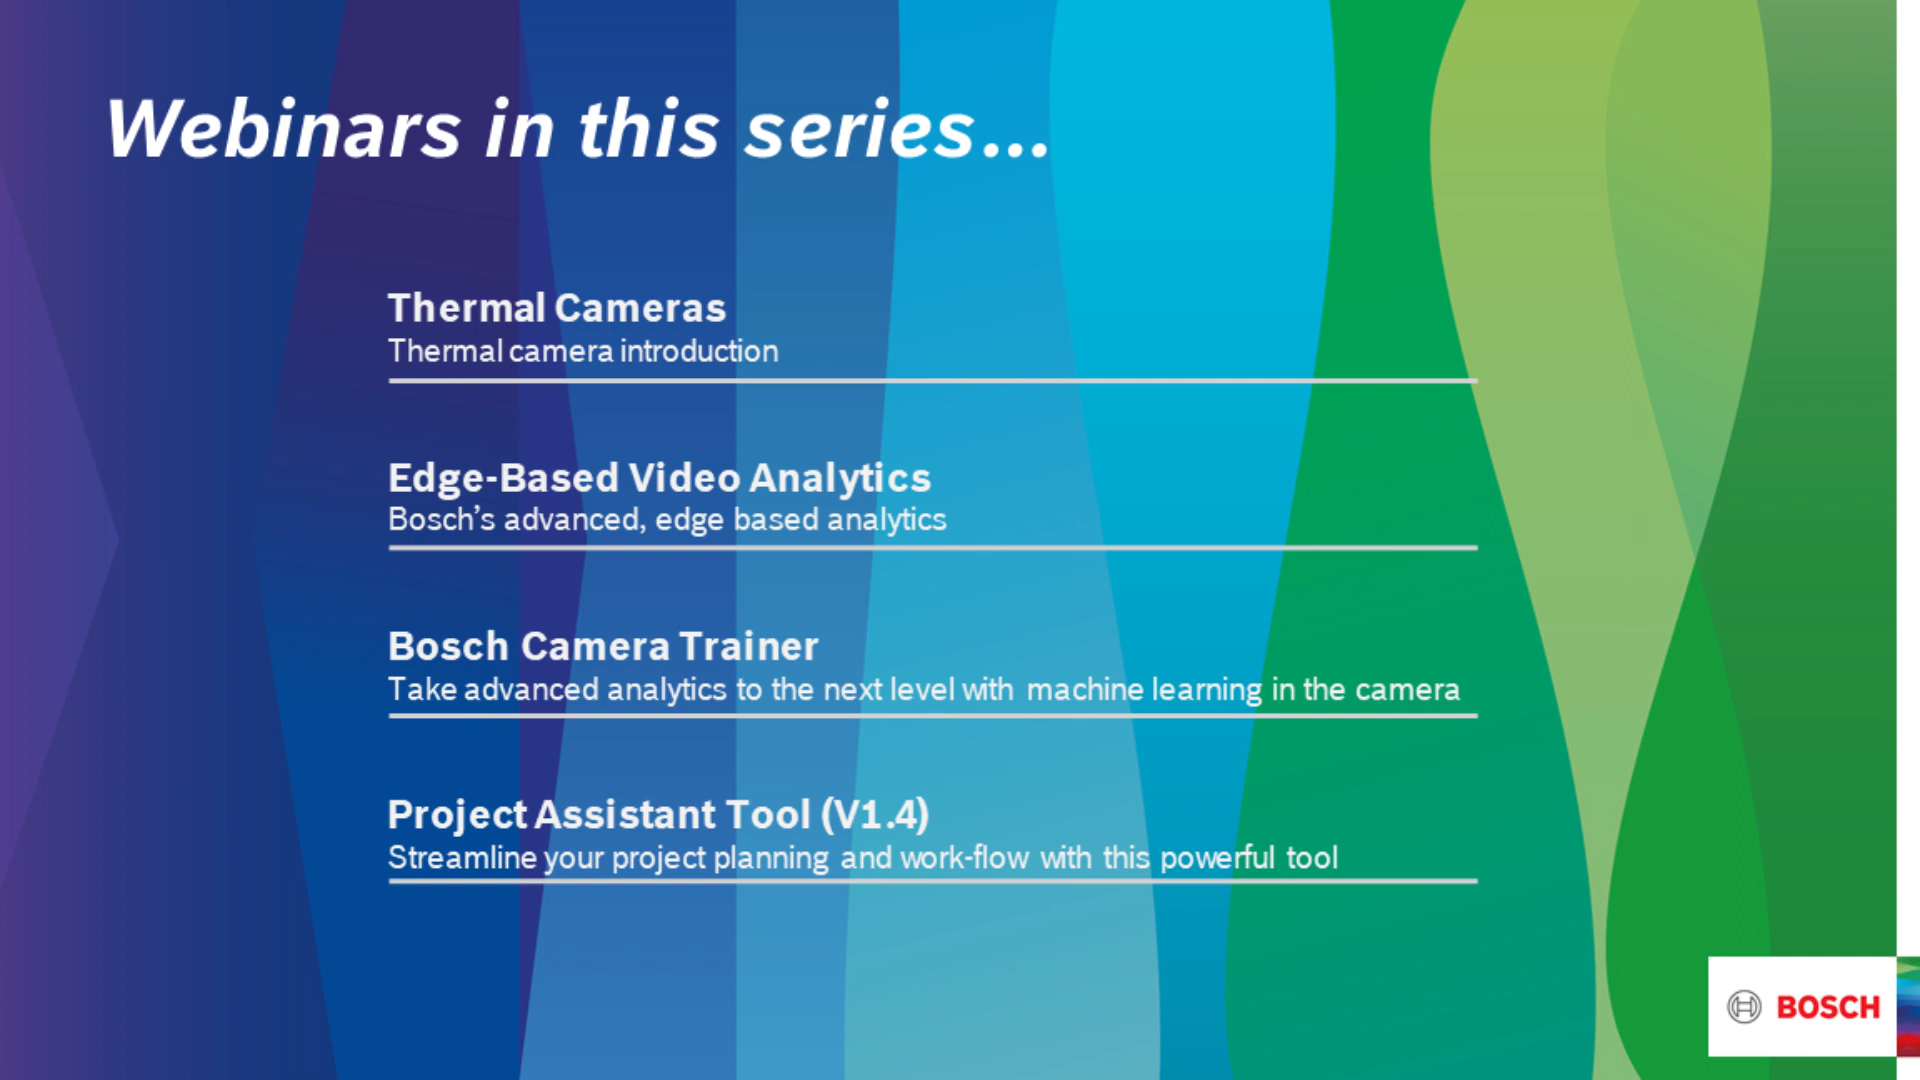 Webinars in this series...
Thermal Cameras
Thermal camera introduction
Edge-Based Video Analytics
Bosch’s advanced, edge based analytics
Bosch Camera Trainer
Take advanced analytics to the next level with machine learning in the camera
Project Assistant Tool (V1.4)
Streamline your project planning and work-flow with this powerful tool
BOSCH